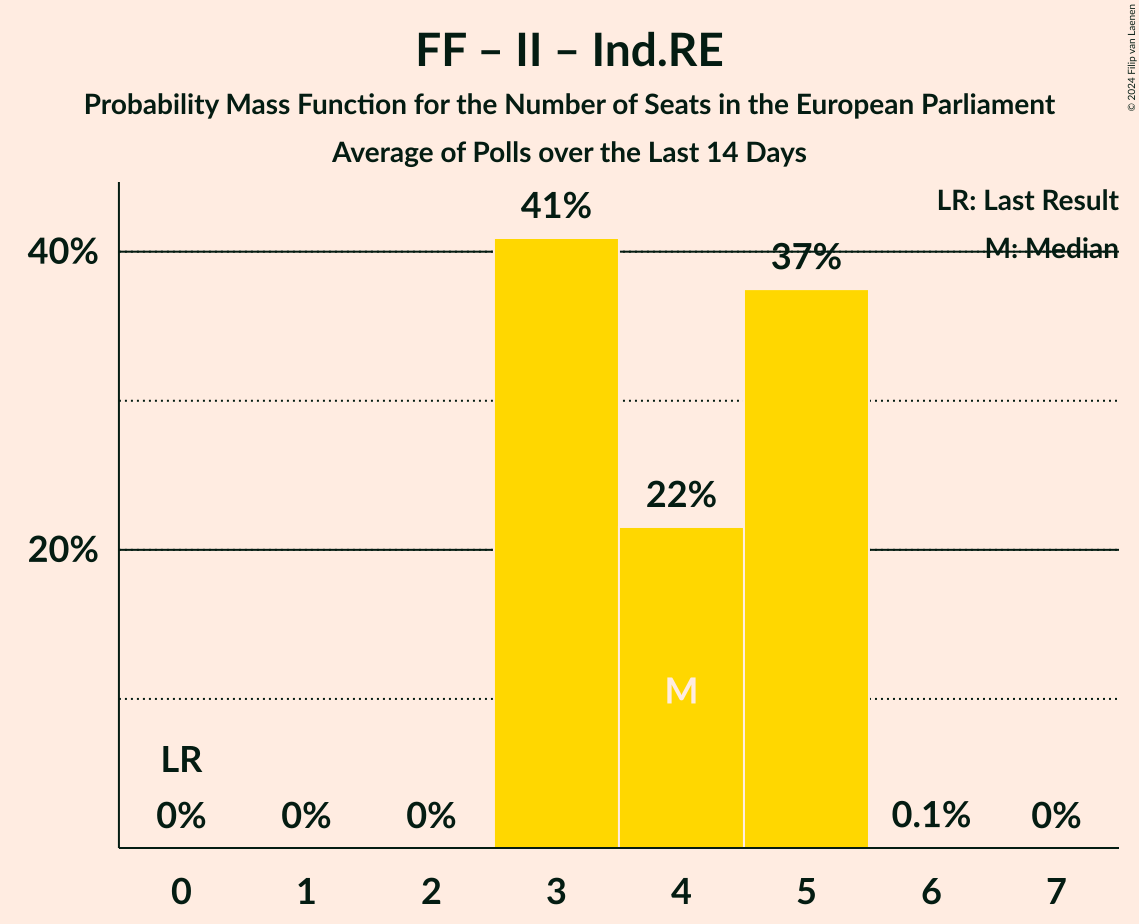 FF – II – Ind.RE
Probability Mass Function for the Number of Seats in the European Parliament
Average of Polls over the Last 14 Days
© 2024 Filip van Laenen
LR: Last Result
M: Median
40%
20%
41%
37%
22%
M
LR
0%
0%
0%
0.1%
0%
0
1
2
3
4
5
6
7